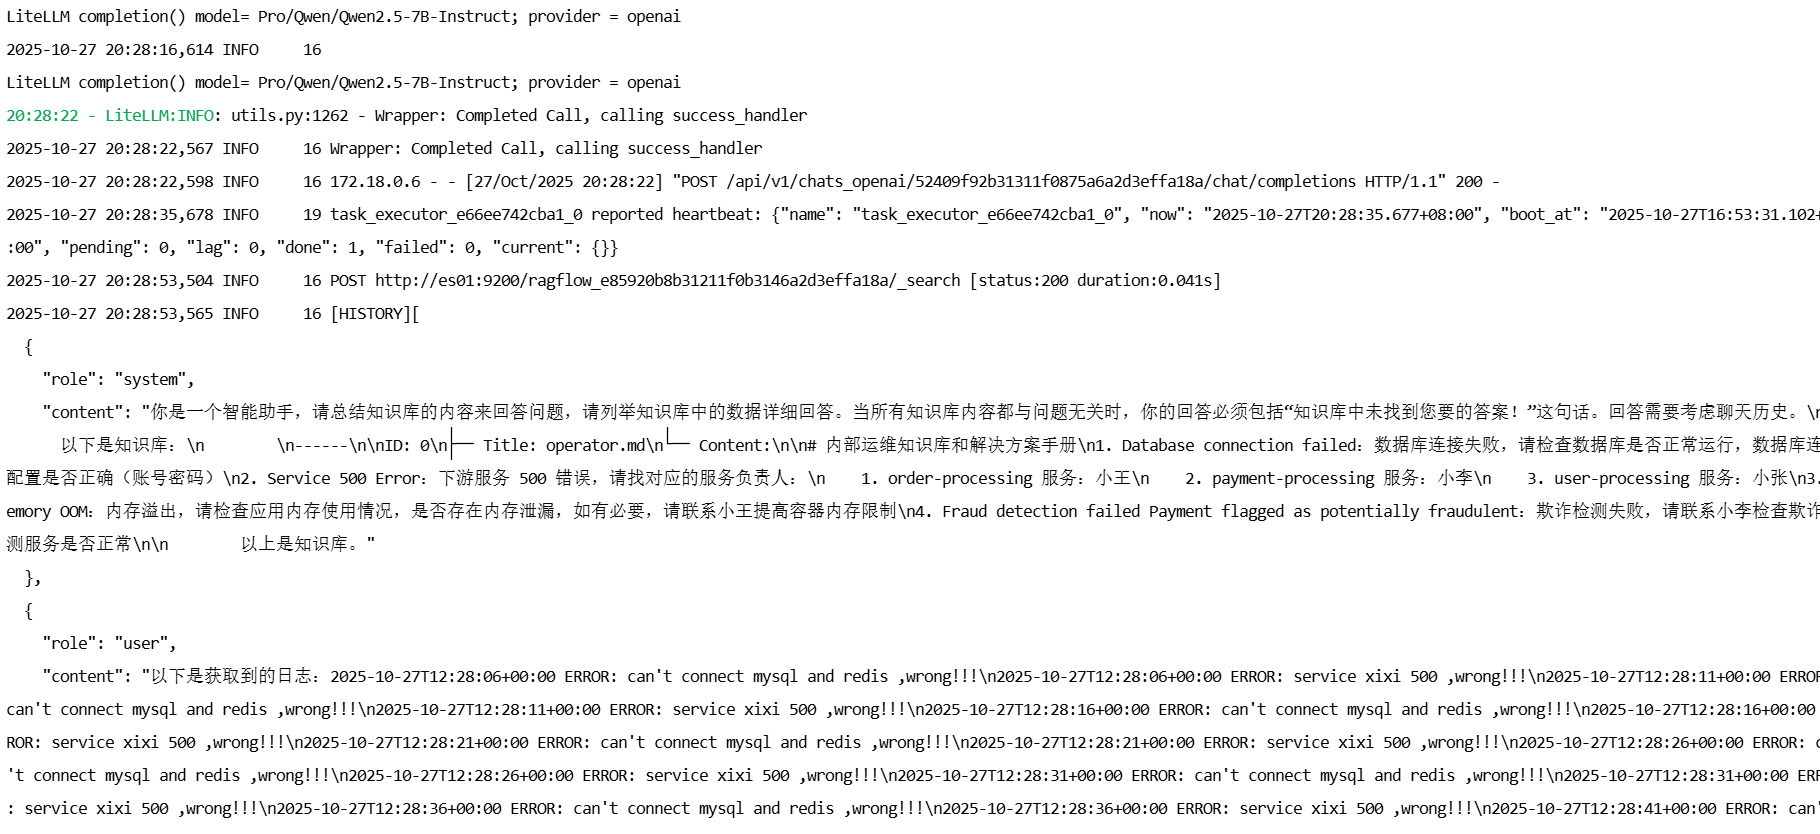 LiteLLM completion() model= Pro/Qwen/Qwen2.5-7B-Instruct; provider = openai
2025-10-27 20:28:16,614 INFO     16
LiteLLM completion() model= Pro/Qwen/Qwen2.5-7B-Instruct; provider = openai
20:28:22 - LiteLLM:INFO: utils.py:1262 - Wrapper: Completed Call, calling success_handler
2025-10-27 20:28:22,567 INFO     16 Wrapper: Completed Call, calling success_handler
2025-10-27 20:28:22,598 INFO     16 172.18.0.6 - - [27/Oct/2025 20:28:22] "POST /api/v1/chats_openai/52409f92b31311f0875a6a2d3effa18a/chat/completions HTTP/1.1" 200 -
2025-10-27 20:28:35,678 INFO     19 task_executor_e66ee742cba1_0 reported heartbeat: {"name": "task_executor_e66ee742cba1_0", "now": "2025-10-27T20:28:35.677+08:00", "boot_at": "2025-10-27T16:53:31.102+
:00", "pending": 0, "lag": 0, "done": 1, "failed": 0, "current": {}}
2025-10-27 20:28:53,504 INFO     16 POST http://es01:9200/ragflow_e85920b8b31211f0b3146a2d3effa18a/_search [status:200 duration:0.041s]
2025-10-27 20:28:53,565 INFO     16 [HISTORY][
  {
    "role": "system",
    "content": "你是一个智能助手，请总结知识库的内容来回答问题，请列举知识库中的数据详细回答。当所有知识库内容都与问题无关时，你的回答必须包括“知识库中未找到您要的答案！”这句话。回答需要考虑聊天历史。\n
      以下是知识库：\n        \n------\n\nID: 0\n├── Title: operator.md\n└── Content:\n\n# 内部运维知识库和解决方案手册\n1. Database connection failed：数据库连接失败，请检查数据库是否正常运行，数据库连
配置是否正确（账号密码）\n2. Service 500 Error：下游服务 500 错误，请找对应的服务负责人：\n    1. order-processing 服务：小王\n    2. payment-processing 服务：小李\n    3. user-processing 服务：小张\n3.
emory OOM：内存溢出，请检查应用内存使用情况，是否存在内存泄漏，如有必要，请联系小王提高容器内存限制\n4. Fraud detection failed Payment flagged as potentially fraudulent：欺诈检测失败，请联系小李检查欺诈
测服务是否正常\n\n        以上是知识库。"
  },
  {
    "role": "user",
    "content": "以下是获取到的日志：2025-10-27T12:28:06+00:00 ERROR: can't connect mysql and redis ,wrong!!!\n2025-10-27T12:28:06+00:00 ERROR: service xixi 500 ,wrong!!!\n2025-10-27T12:28:11+00:00 ERROR
can't connect mysql and redis ,wrong!!!\n2025-10-27T12:28:11+00:00 ERROR: service xixi 500 ,wrong!!!\n2025-10-27T12:28:16+00:00 ERROR: can't connect mysql and redis ,wrong!!!\n2025-10-27T12:28:16+00:00
ROR: service xixi 500 ,wrong!!!\n2025-10-27T12:28:21+00:00 ERROR: can't connect mysql and redis ,wrong!!!\n2025-10-27T12:28:21+00:00 ERROR: service xixi 500 ,wrong!!!\n2025-10-27T12:28:26+00:00 ERROR: c
't connect mysql and redis ,wrong!!!\n2025-10-27T12:28:26+00:00 ERROR: service xixi 500 ,wrong!!!\n2025-10-27T12:28:31+00:00 ERROR: can't connect mysql and redis ,wrong!!!\n2025-10-27T12:28:31+00:00 ERR
: service xixi 500 ,wrong!!!\n2025-10-27T12:28:36+00:00 ERROR: can't connect mysql and redis ,wrong!!!\n2025-10-27T12:28:36+00:00 ERROR: service xixi 500 ,wrong!!!\n2025-10-27T12:28:41+00:00 ERROR: can'